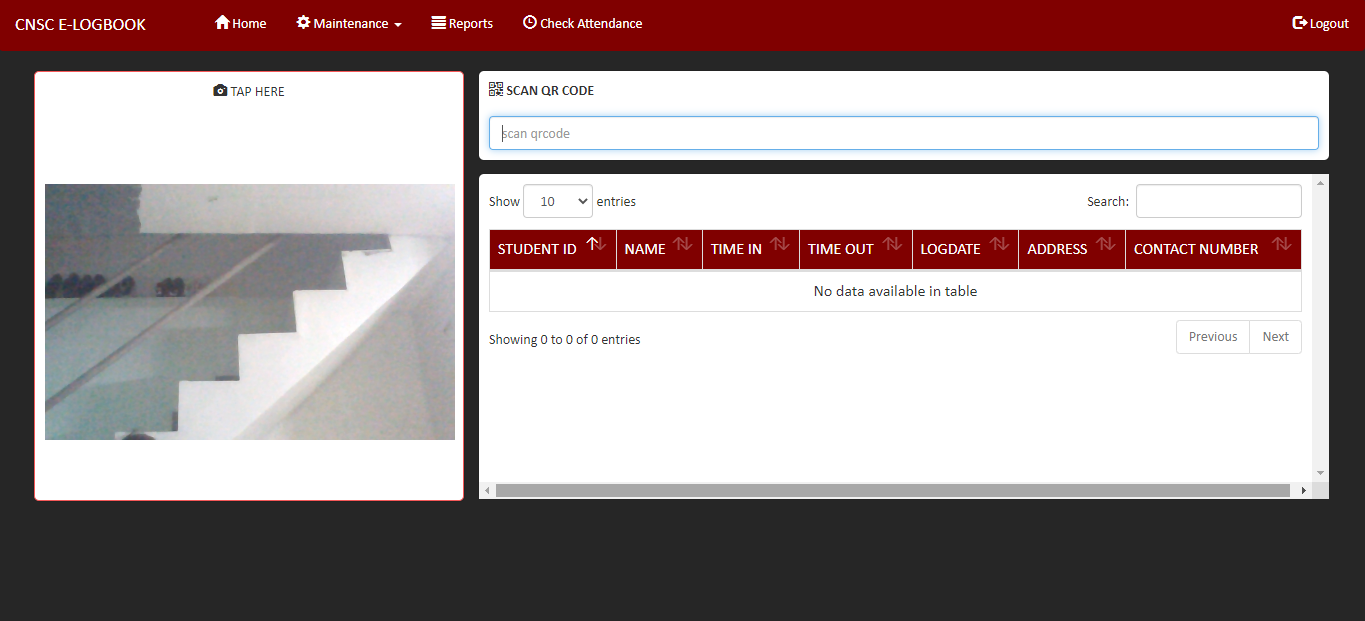 CNSC E-LOGBOOK
Home
Maintenance
Reports
Check Attendance
Logout
TAP HERE
SCAN QR CODE
scan qrcode
Show 10 entries
Search:
STUDENT ID NAME TIME IN TIME OUT LOGDATE ADDRESS CONTACT NUMBER
No data available in table
Showing 0 to 0 of 0 entries
Previous Next